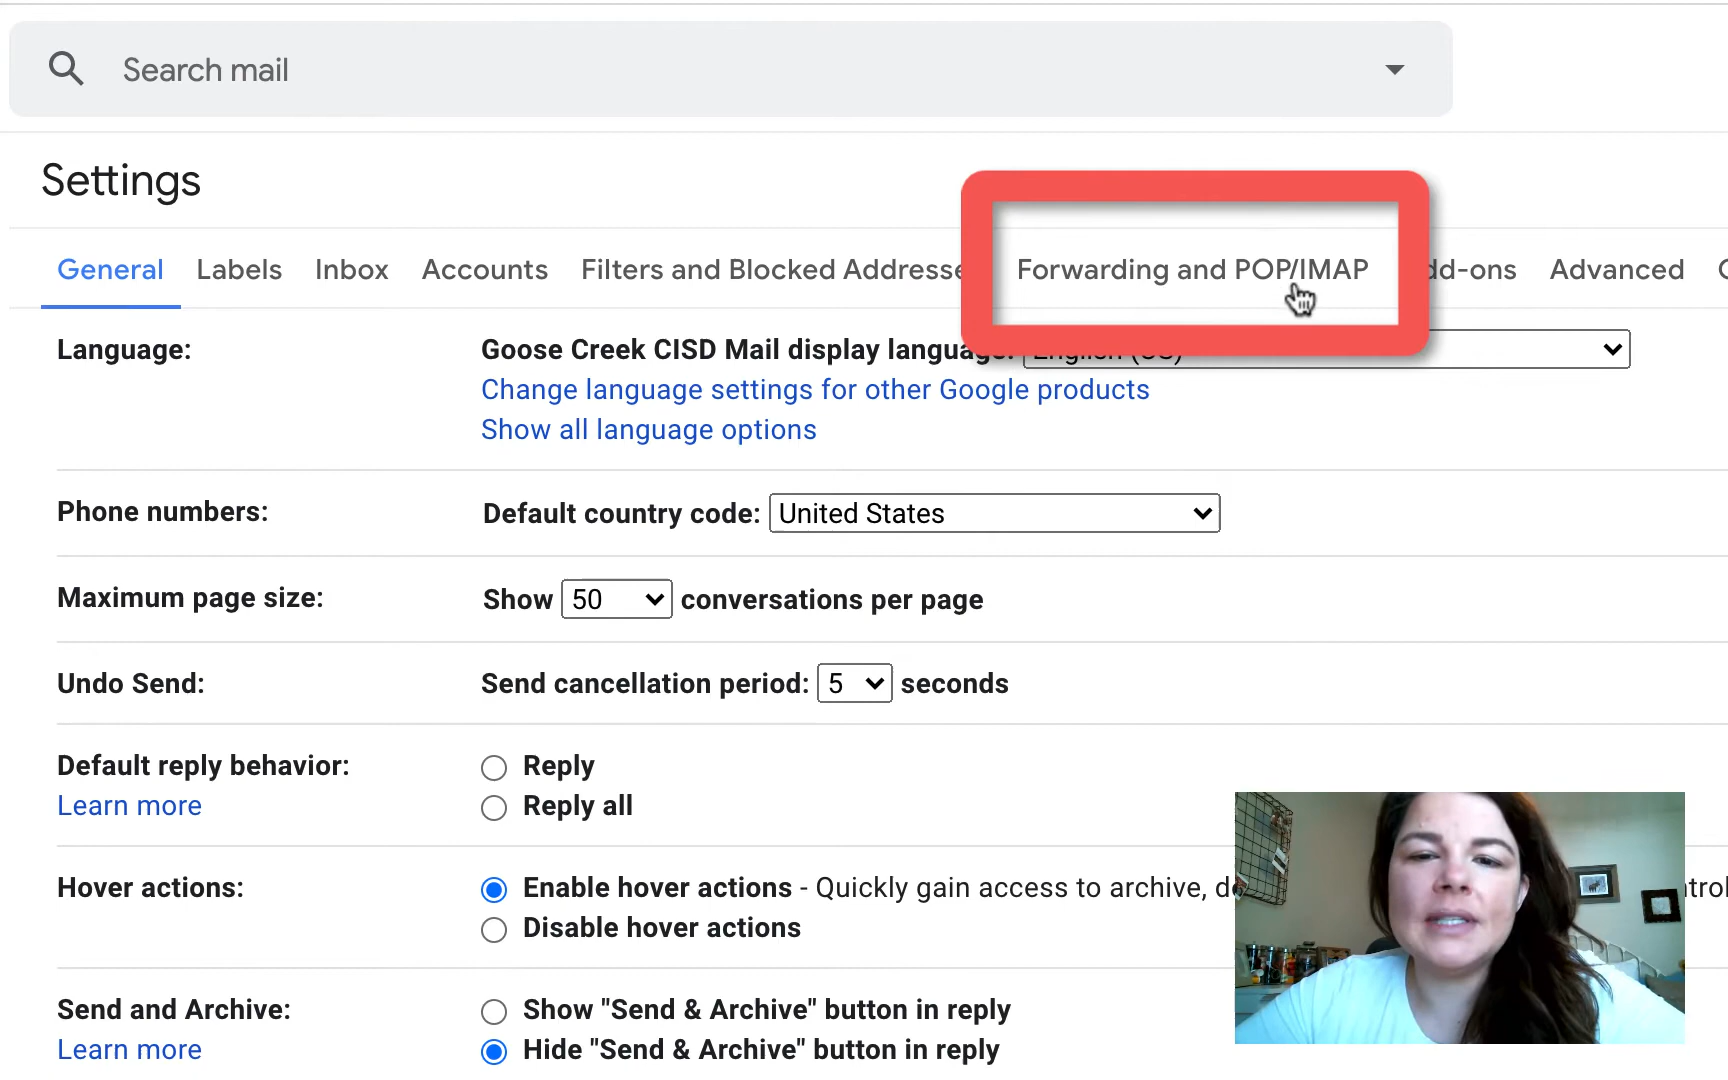 Search mail
Settings
General Labels Inbox Accounts Filters and Blocked Addresse Forwarding and POP/IMAP dd-ons Advanced
Language: Goose Creek CISD Mail display language: English (US)
Change language settings for other Google products
Show all language options
Phone numbers: Default country code: United States
Maximum page size: Show 50 conversations per page
Undo Send: Send cancellation period: 5 seconds
Default reply behavior: Reply
Learn more Reply all
Hover actions: Enable hover actions - Quickly gain access to archive, d trol
Disable hover actions
Send and Archive: Show "Send & Archive" button in reply
Learn more Hide "Send & Archive" button in reply